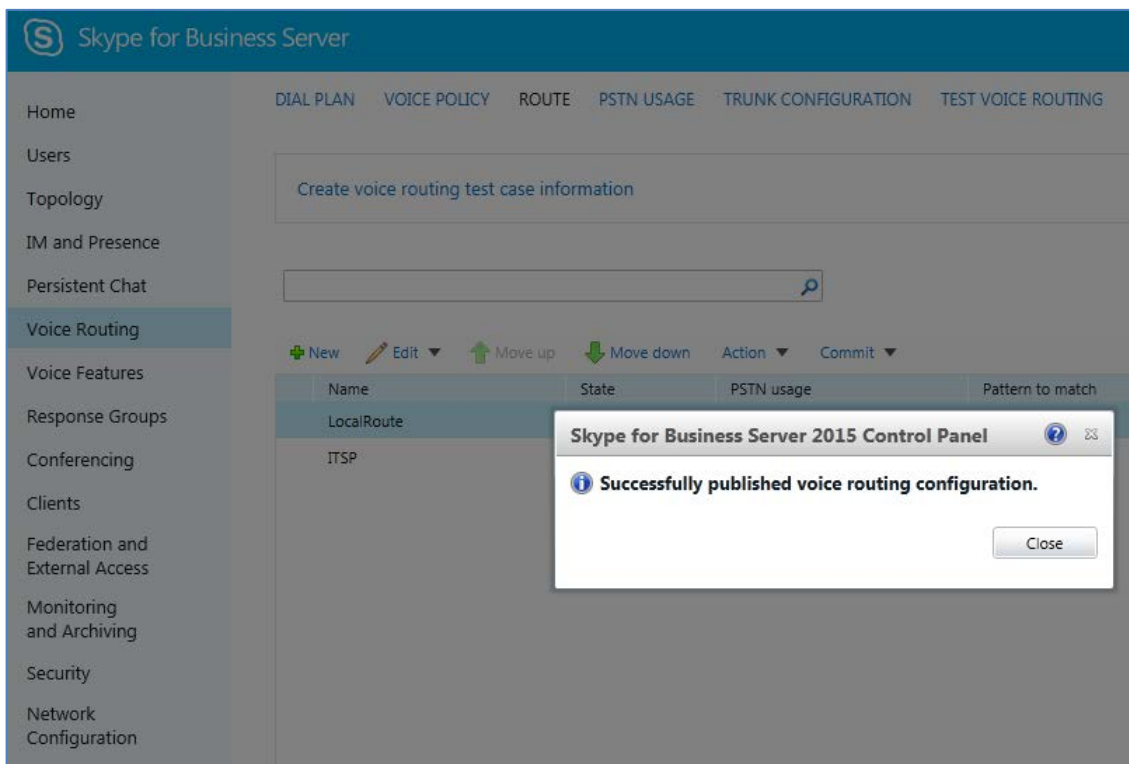 Skype for Business Server
Home
Users
Topology
IM and Presence
Persistent Chat
Voice Routing
Voice Features
Response Groups
Conferencing
Clients
Federation and
External Access
Monitoring
and Archiving
Security
Network
Configuration
DIAL PLAN VOICE POLICY ROUTE PSTN USAGE TRUNK CONFIGURATION TEST VOICE ROUTING
Create voice routing test case information
New Edit Move up Move down Action Commit
Name State PSTN usage Pattern to match
LocalRoute
ITSP
Skype for Business Server 2015 Control Panel
Successfully published voice routing configuration.
Close